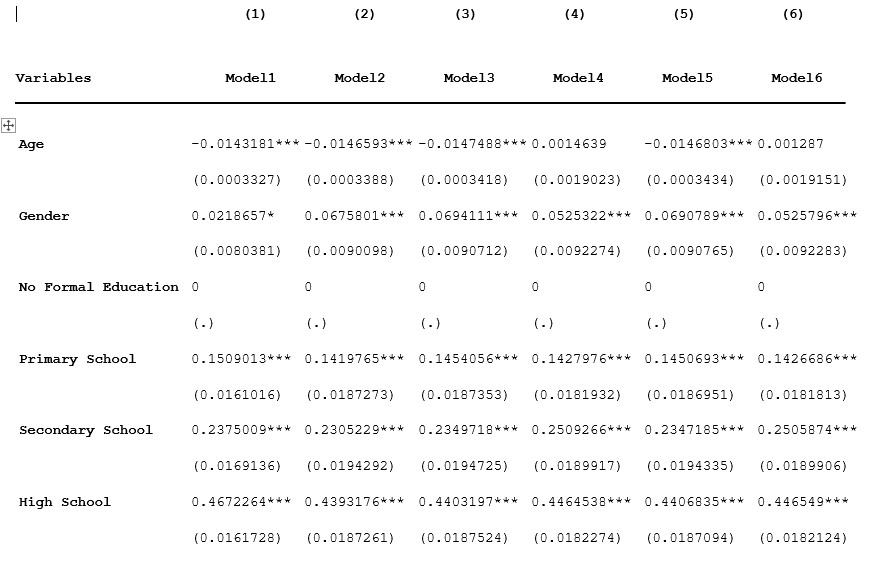 (1) (2) (3) (4) (5) (6)
Variables Model1 Model2 Model3 Model4 Model5 Model6
Age -0.0143181*** -0.0146593*** -0.0147488*** 0.0014639 -0.0146803*** 0.001287
(0.0003327) (0.0003388) (0.0003418) (0.0019023) (0.0003434) (0.0019151)
Gender 0.0218657* 0.0675801*** 0.0694111*** 0.0525322*** 0.0690789*** 0.0525796***
(0.0080381) (0.0090098) (0.0090712) (0.0092274) (0.0090765) (0.0092283)
No Formal Education 0 0 0 0 0 0
(.) (.) (.) (.) (.) (.)
Primary School 0.1509013*** 0.1419765*** 0.1454056*** 0.1427976*** 0.1450693*** 0.1426686***
(0.0161016) (0.0187273) (0.0187353) (0.0181932) (0.0186951) (0.0181813)
Secondary School 0.2375009*** 0.2305229*** 0.2349718*** 0.2509266*** 0.2347185*** 0.2505874***
(0.0169136) (0.0194292) (0.0194725) (0.0189917) (0.0194335) (0.0189906)
High School 0.4672264*** 0.4393176*** 0.4403197*** 0.4464538*** 0.4406835*** 0.446549***
(0.0161728) (0.0187261) (0.0187524) (0.0182274) (0.0187094) (0.0182124)